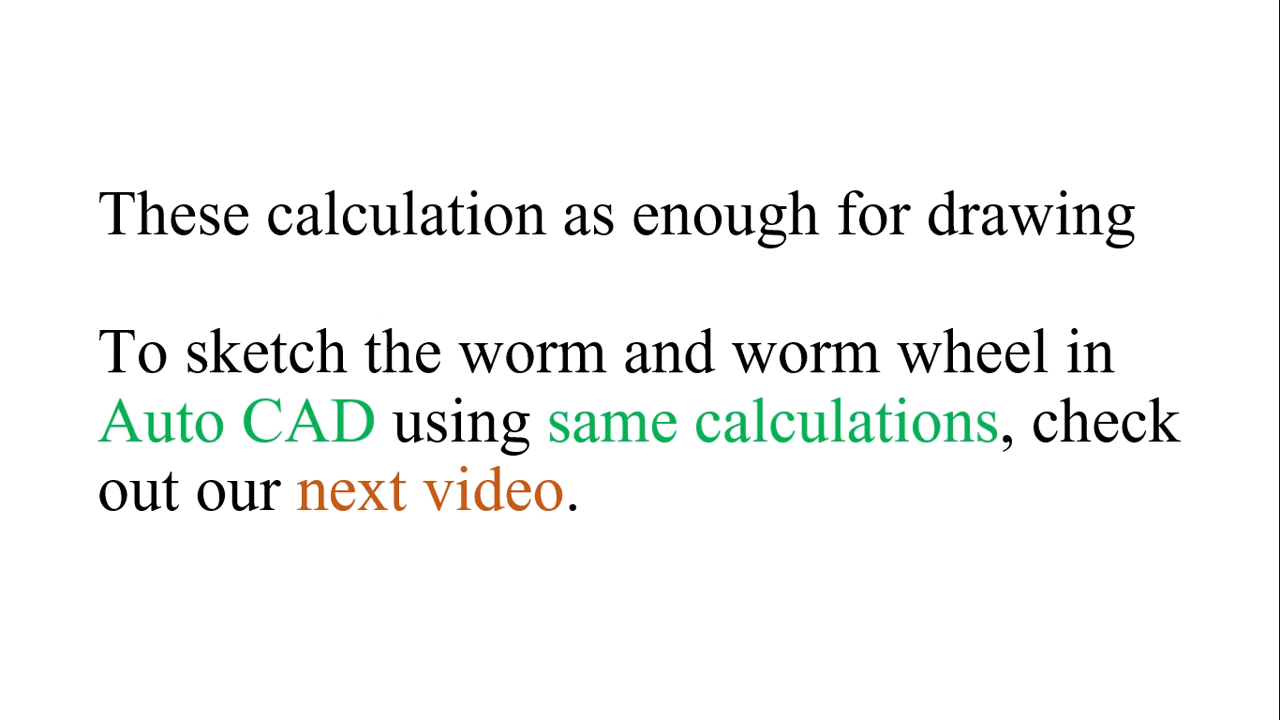 These calculation as enough for drawing
To sketch the worm and worm wheel in
Auto CAD using same calculations, check
out our next video.